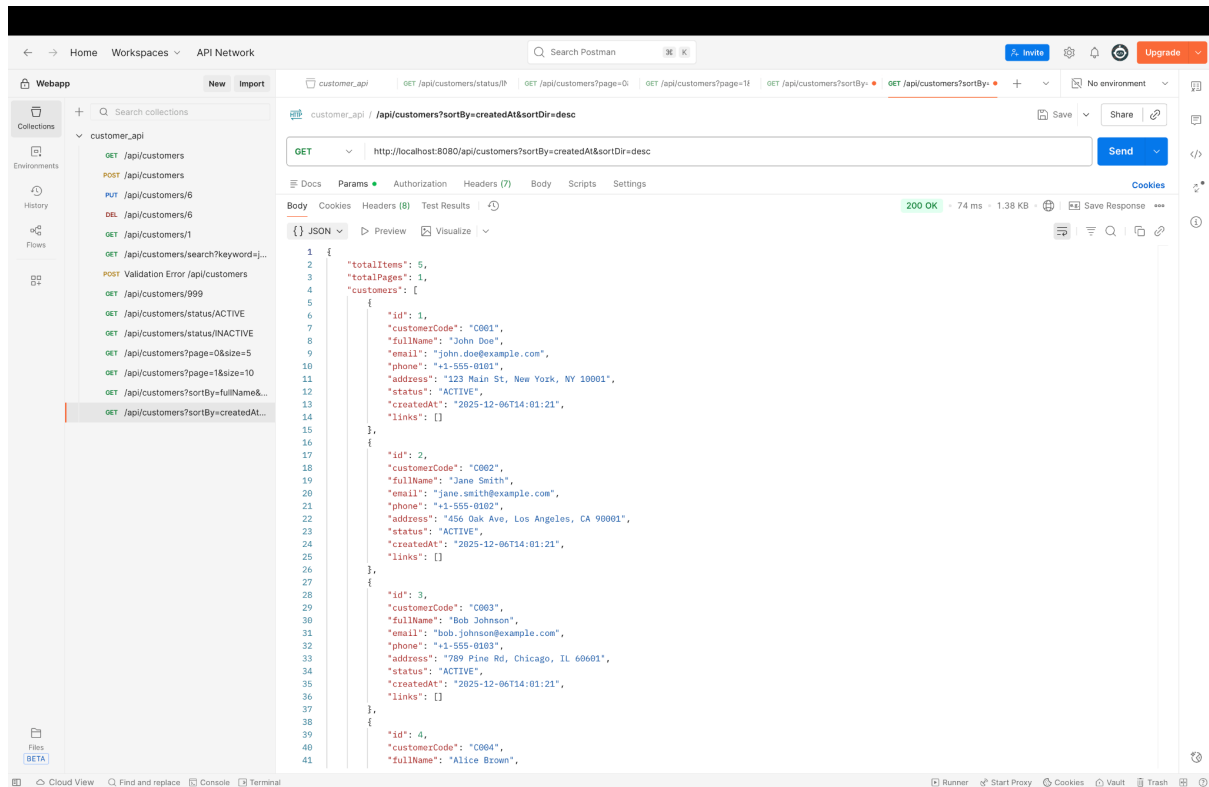 Home Workspaces API Network
Search Postman ⌘ K
Invite
Upgrade
Webapp
New Import
customer_api
GET /api/customers/status/IN
GET /api/customers?page=0
GET /api/customers?page=1&
GET /api/customers?sortBy=
GET /api/customers?sortBy=
No environment
Collections
Environments
History
Flows
Files
BETA
Search collections
customer_api
GET /api/customers
POST /api/customers
PUT /api/customers/6
DEL /api/customers/6
GET /api/customers/1
GET /api/customers/search?keyword=j...
POST Validation Error /api/customers
GET /api/customers/999
GET /api/customers/status/ACTIVE
GET /api/customers/status/INACTIVE
GET /api/customers?page=0&size=5
GET /api/customers?page=1&size=10
GET /api/customers?sortBy=fullName&...
GET /api/customers?sortBy=createdAt...
HTTP customer_api / /api/customers?sortBy=createdAt&sortDir=desc
Save Share
GET http://localhost:8080/api/customers?sortBy=createdAt&sortDir=desc
Send
Docs Params Authorization Headers (7) Body Scripts Settings
Cookies
Body Cookies Headers (8) Test Results
200 OK 74 ms 1.38 KB Save Response
{} JSON Preview Visualize
1 {
2 "totalItems": 5,
3 "totalPages": 1,
4 "customers": [
5 {
6 "id": 1,
7 "customerCode": "C001",
8 "fullName": "John Doe",
9 "email": "john.doe@example.com",
10 "phone": "+1-555-0101",
11 "address": "123 Main St, New York, NY 10001",
12 "status": "ACTIVE",
13 "createdAt": "2025-12-06T14:01:21",
14 "links": []
15 },
16 {
17 "id": 2,
18 "customerCode": "C002",
19 "fullName": "Jane Smith",
20 "email": "jane.smith@example.com",
21 "phone": "+1-555-0102",
22 "address": "456 Oak Ave, Los Angeles, CA 90001",
23 "status": "ACTIVE",
24 "createdAt": "2025-12-06T14:01:21",
25 "links": []
26 },
27 {
28 "id": 3,
29 "customerCode": "C003",
30 "fullName": "Bob Johnson",
31 "email": "bob.johnson@example.com",
32 "phone": "+1-555-0103",
33 "address": "789 Pine Rd, Chicago, IL 60601",
34 "status": "ACTIVE",
35 "createdAt": "2025-12-06T14:01:21",
36 "links": []
37 },
38 {
39 "id": 4,
40 "customerCode": "C004",
41 "fullName": "Alice Brown",
Cloud View Find and replace Console Terminal
Runner Start Proxy Cookies Vault Trash